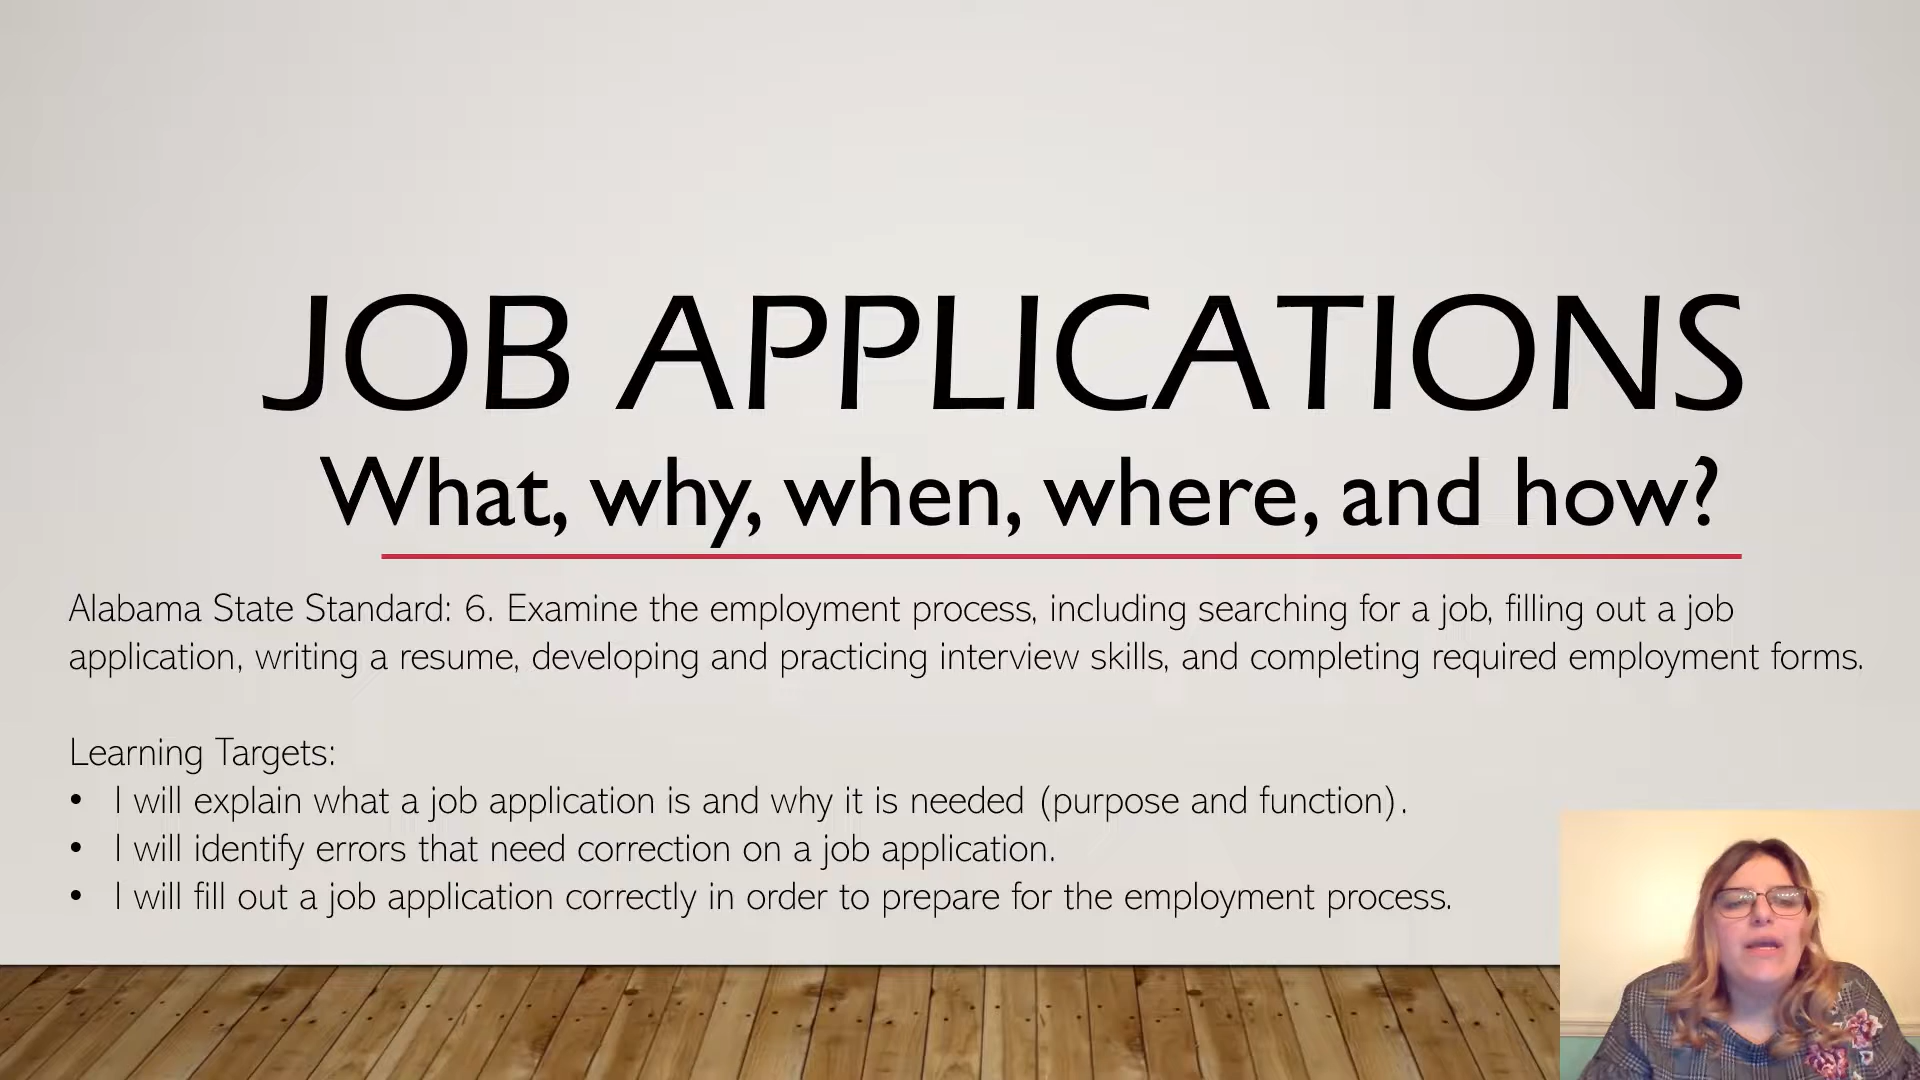 JOB APPLICATIONS
What, why, when, where, and how?
Alabama State Standard: 6. Examine the employment process, including searching for a job, filling out a job
application, writing a resume, developing and practicing interview skills, and completing required employment forms.
Learning Targets:
• I will explain what a job application is and why it is needed (purpose and function).
• I will identify errors that need correction on a job application.
• I will fill out a job application correctly in order to prepare for the employment process.